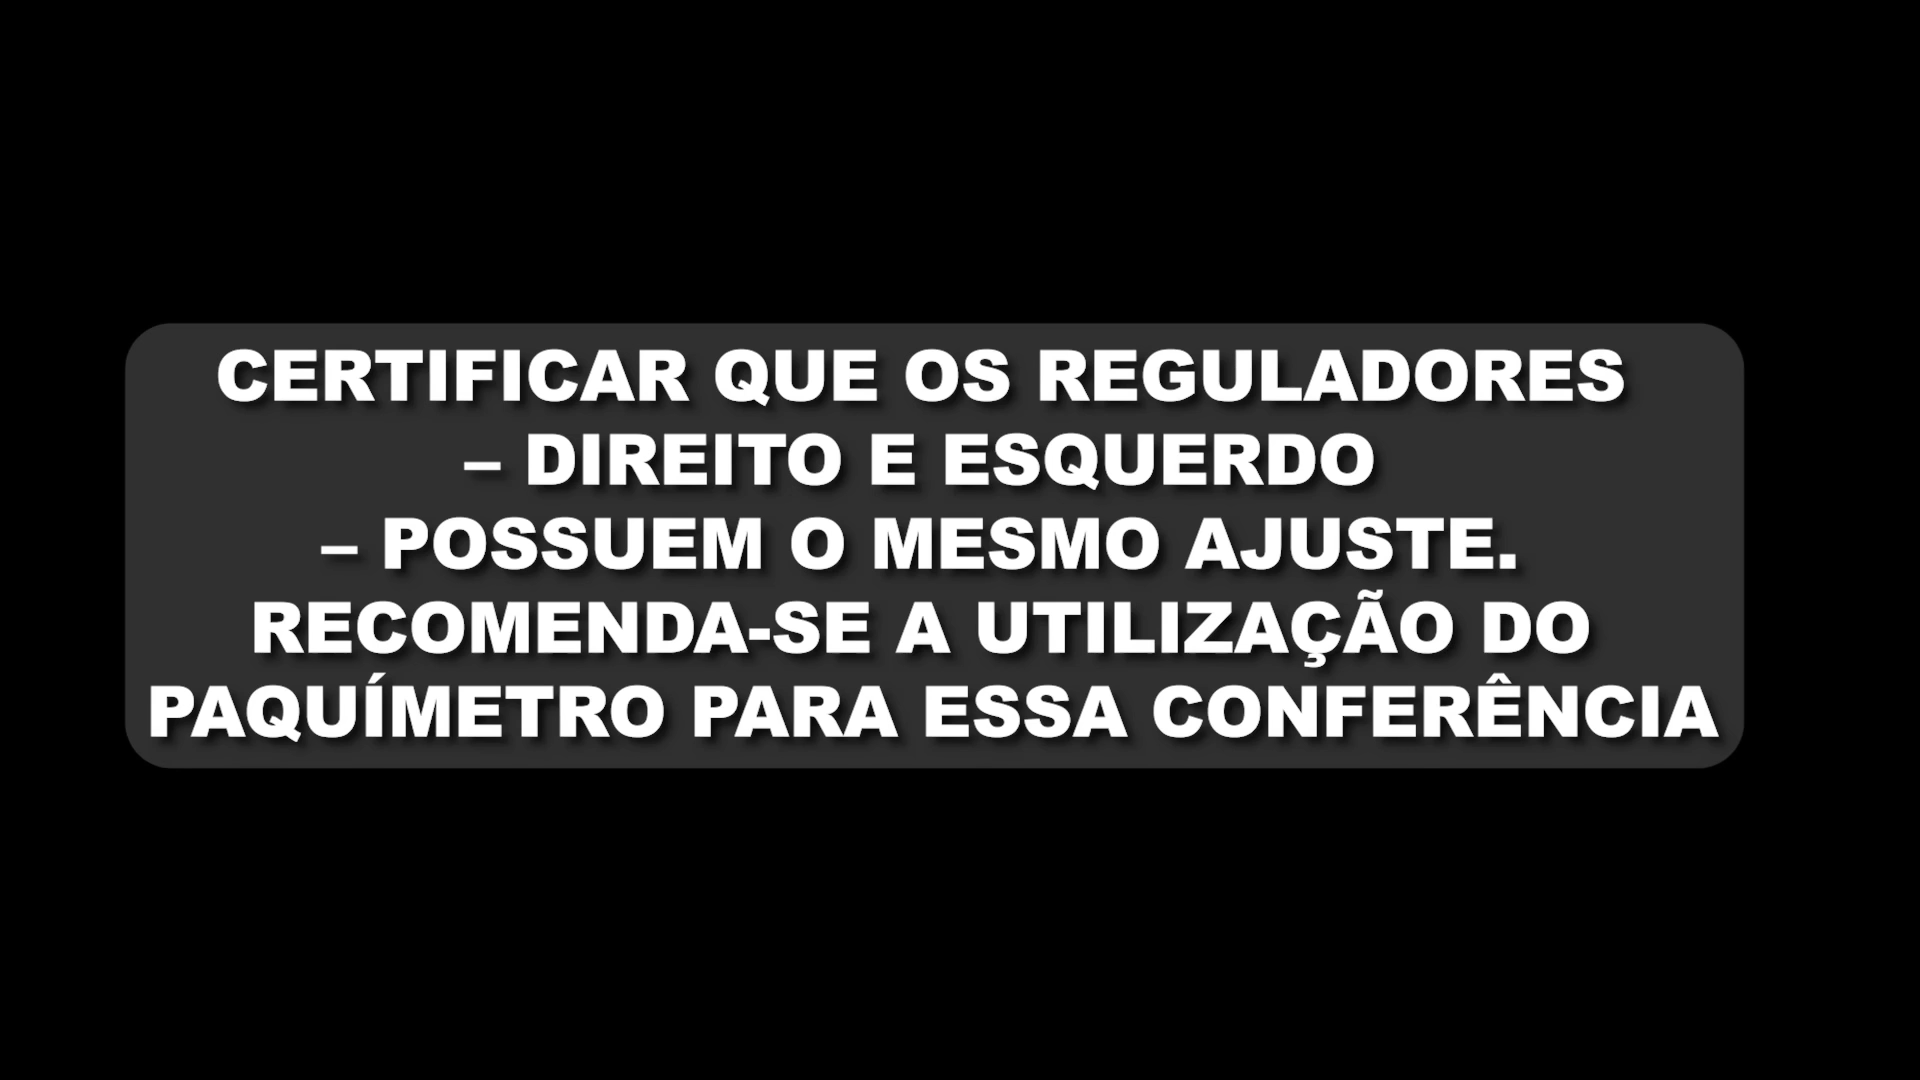 CERTIFICAR QUE OS REGULADORES
– DIREITO E ESQUERDO
– POSSUEM O MESMO AJUSTE.
RECOMENDA-SE A UTILIZAÇÃO DO
PAQUÍMETRO PARA ESSA CONFERÊNCIA